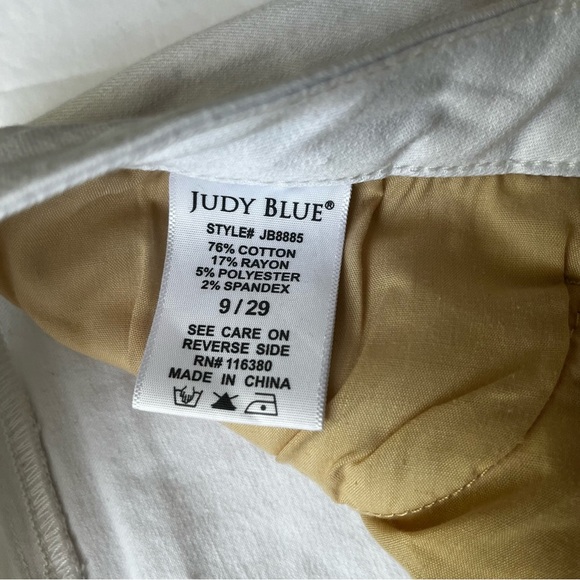 JUDY BLUE®
STYLE# JB8885
76% COTTON
17% RAYON
5% POLYESTER
2% SPANDEX
9 / 29
SEE CARE ON
REVERSE SIDE
RN# 116380
MADE IN CHINA